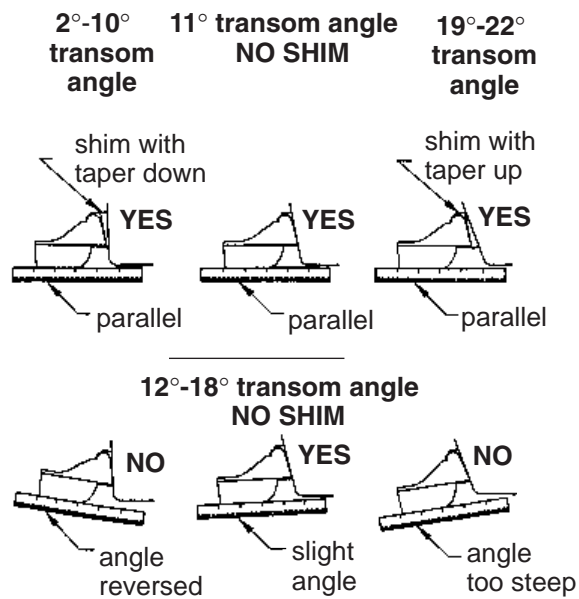 2°-10°
transom
angle
11° transom angle
NO SHIM
19°-22°
transom
angle
shim with
taper down
YES
parallel
YES
parallel
shim with
taper up
YES
parallel
12°-18° transom angle
NO SHIM
NO
angle
reversed
YES
slight
angle
NO
angle
too steep